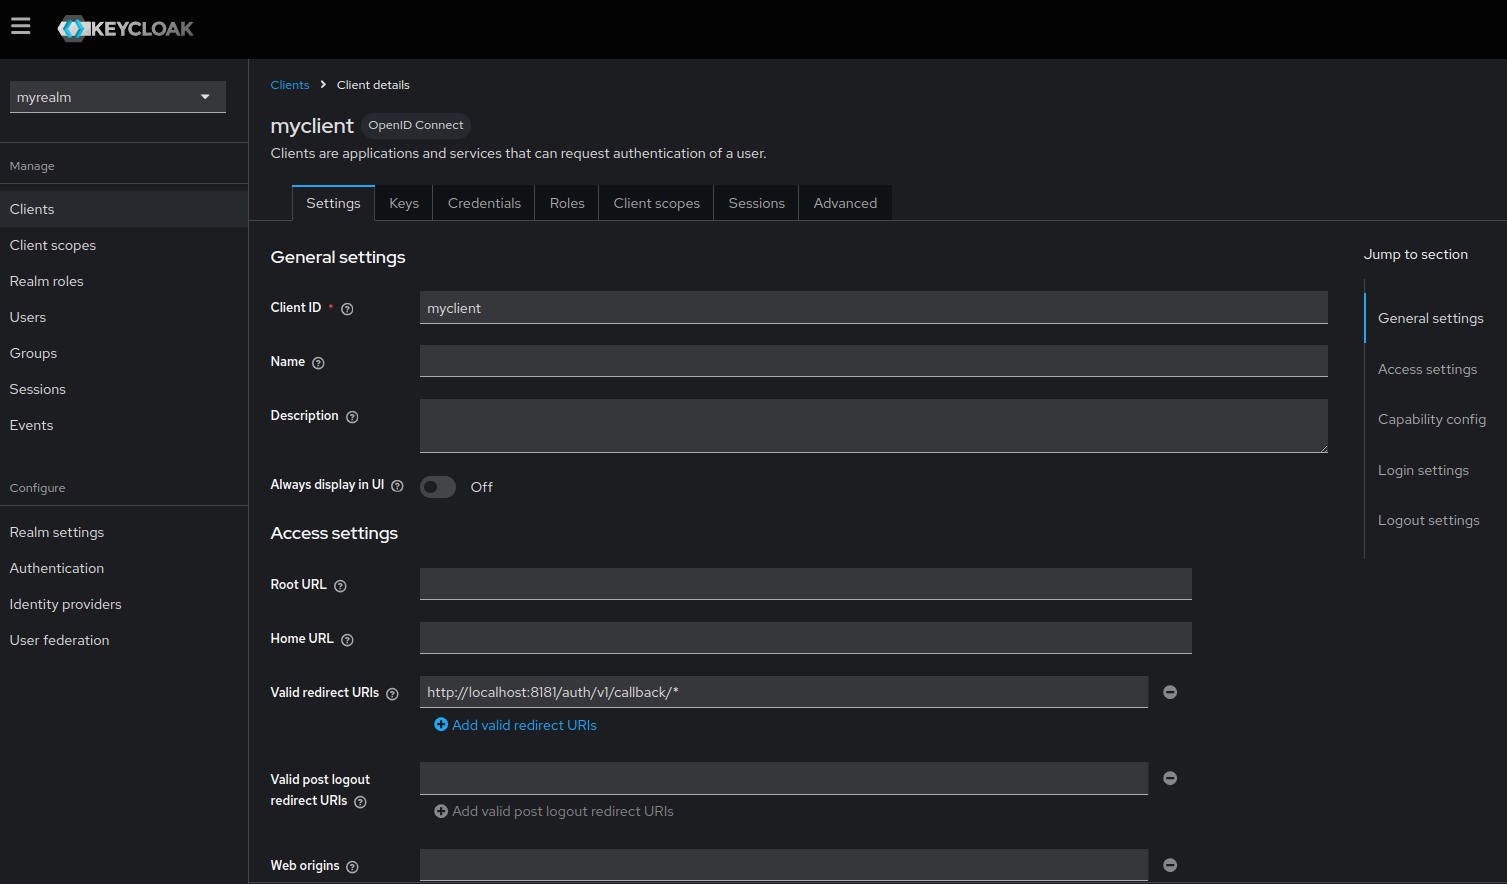 KEYCLOAK
myrealm
Manage
Clients
Client scopes
Realm roles
Users
Groups
Sessions
Events
Configure
Realm settings
Authentication
Identity providers
User federation
Clients > Client details
myclient OpenID Connect
Clients are applications and services that can request authentication of a user.
Settings Keys Credentials Roles Client scopes Sessions Advanced
General settings
Client ID * myclient
Name
Description
Always display in UI Off
Access settings
Root URL
Home URL
Valid redirect URIs http://localhost:8181/auth/v1/callback/*
Add valid redirect URIs
Valid post logout
redirect URIs
Add valid post logout redirect URIs
Web origins
Jump to section
General settings
Access settings
Capability config
Login settings
Logout settings